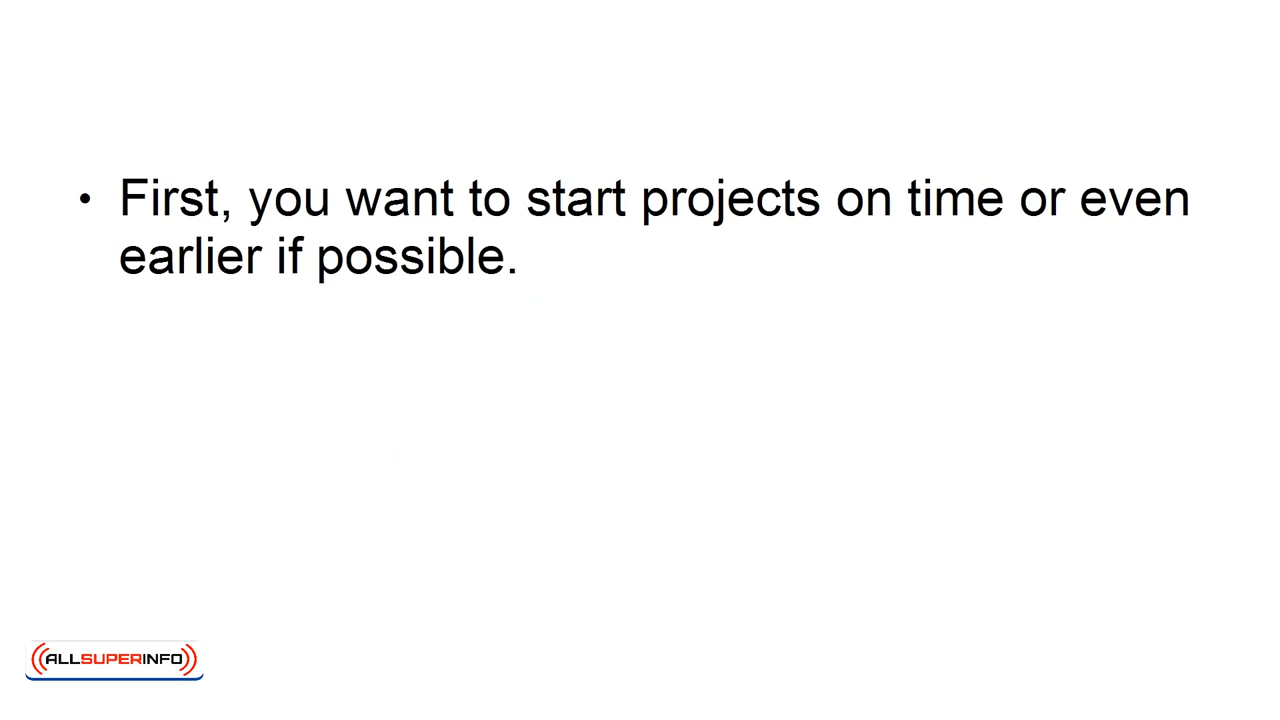 • First, you want to start projects on time or even
earlier if possible.
ALLSUPERINFO